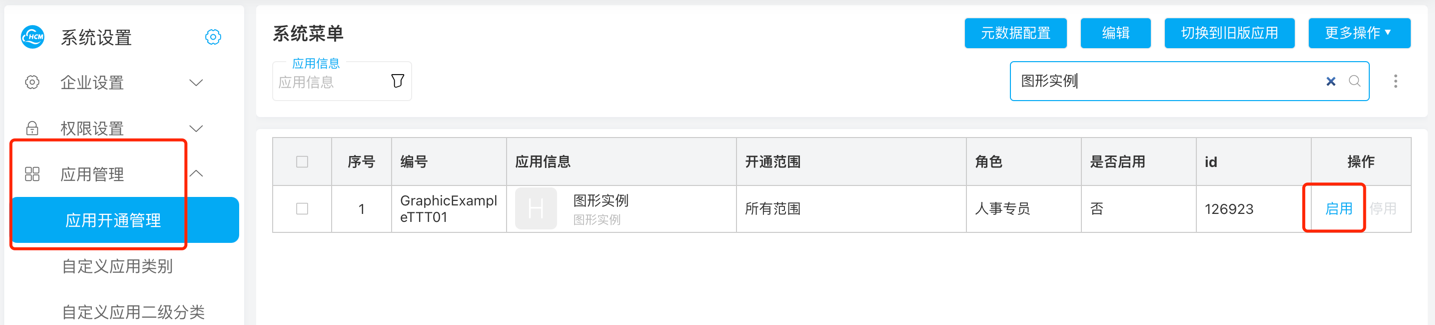 HCM
系统设置
企业设置
权限设置
应用管理
应用开通管理
自定义应用类别
自定义应用二级分类
系统菜单
元数据配置
编辑
切换到旧版应用
更多操作
应用信息
应用信息
图形实例
序号
编号
应用信息
开通范围
角色
是否启用
id
操作
1
GraphicExampl
eTTT01
H
图形实例
图形实例
所有范围
人事专员
否
126923
启用
停用